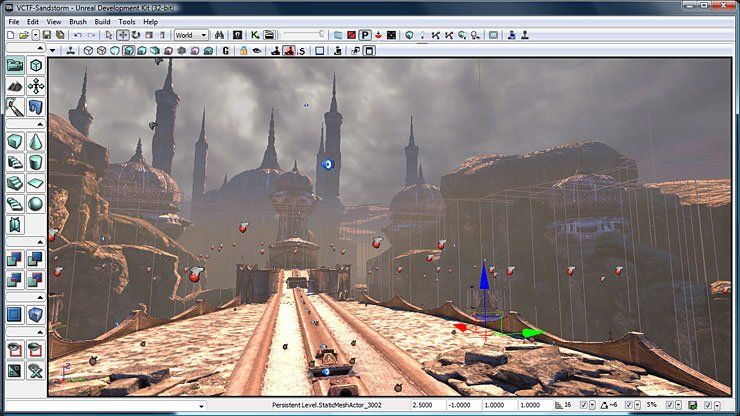 VCTF-Sandstorm - Unreal Development Kit (32-bit)
File Edit View Brush Build Tools Help
World
P
G
S
Z
Persistent Level.StaticMeshActor_3002 2.5000 -1.0000 1.0000 1.0000 16 ~6 5%